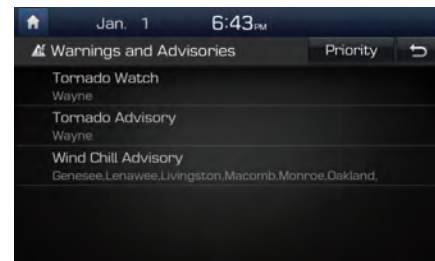 Jan. 1 6:43PM
Warnings and Advisories Priority
Tornado Watch
Wayne
Tornado Advisory
Wayne
Wind Chill Advisory
Genesee,Lenawee,Livingston,Macomb,Monroe,Oakland,